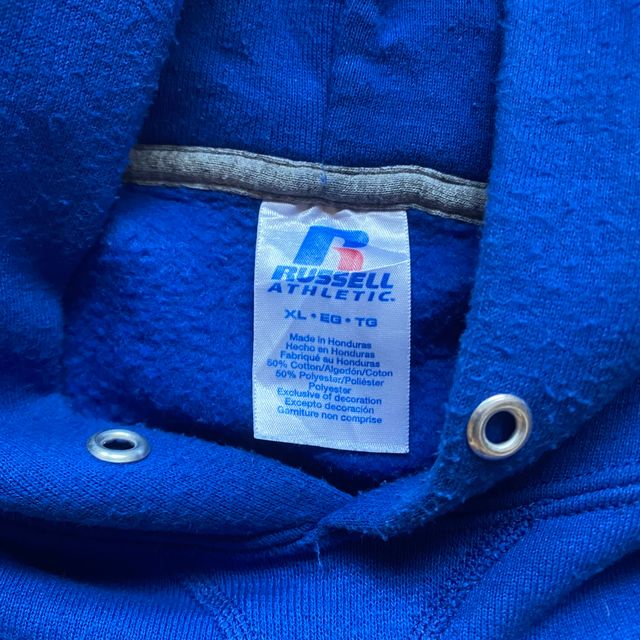 RUSSELL
ATHLETIC.
XL • EG • TG
Made in Honduras
Hecho en Honduras
Fabriqué au Honduras
50% Cotton/Algodón/Coton
50% Polyester/Poliéster
Polyester
Exclusive of decoration
Excepto decoración
Garniture non comprise